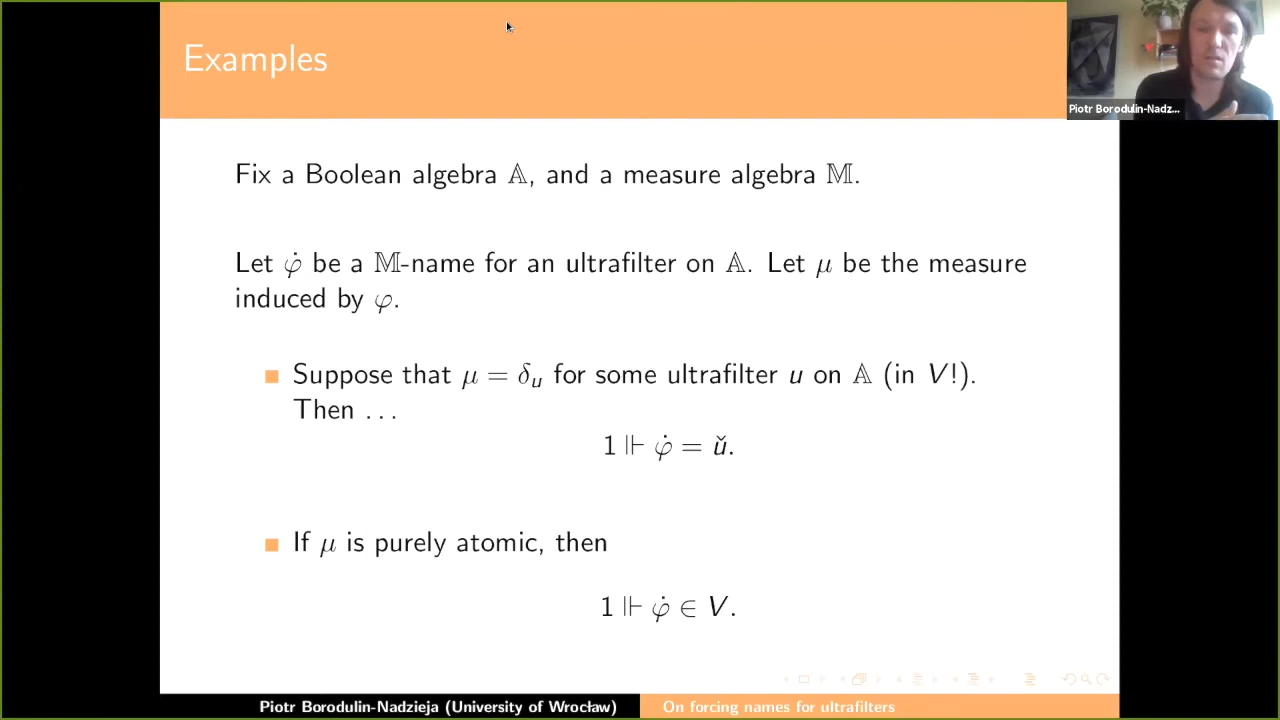 Examples
Piotr Borodulin-Nadz...
Fix a Boolean algebra 𝔸, and a measure algebra 𝕄.
Let φ̇ be a 𝕄-name for an ultrafilter on 𝔸. Let μ be the measure
induced by φ.
Suppose that μ = δᵤ for some ultrafilter u on 𝔸 (in V!).
Then . . .
1 ⊩ φ̇ = ǔ.
If μ is purely atomic, then
1 ⊩ φ̇ ∈ V.
Piotr Borodulin-Nadzieja (University of Wrocław)
On forcing names for ultrafilters